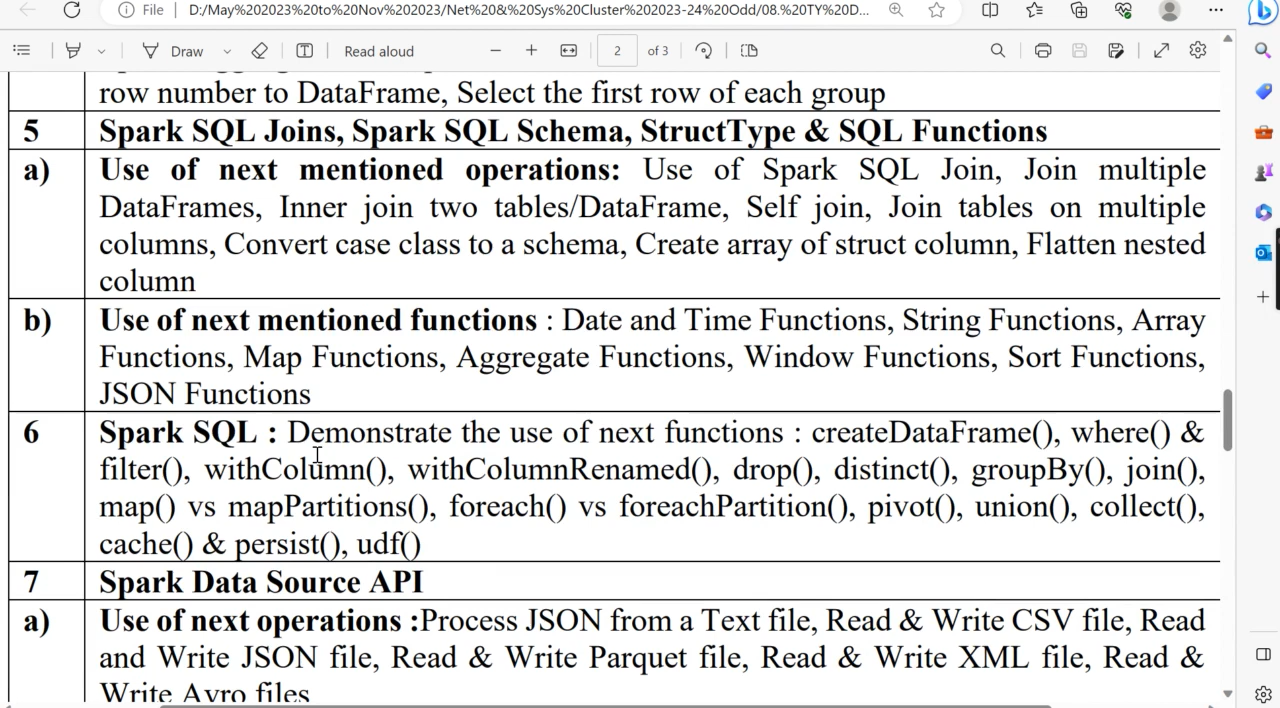 File D:/May%202023%20to%20Nov%202023/Net%20&%20Sys%20Cluster%202023-24%20Odd/08.%20TY%20D...
Draw Read aloud 2 of 3
row number to DataFrame, Select the first row of each group
5 Spark SQL Joins, Spark SQL Schema, StructType & SQL Functions
a) Use of next mentioned operations: Use of Spark SQL Join, Join multiple
DataFrames, Inner join two tables/DataFrame, Self join, Join tables on multiple
columns, Convert case class to a schema, Create array of struct column, Flatten nested
column
b) Use of next mentioned functions : Date and Time Functions, String Functions, Array
Functions, Map Functions, Aggregate Functions, Window Functions, Sort Functions,
JSON Functions
6 Spark SQL : Demonstrate the use of next functions : createDataFrame(), where() &
filter(), withColumn(), withColumnRenamed(), drop(), distinct(), groupBy(), join(),
map() vs mapPartitions(), foreach() vs foreachPartition(), pivot(), union(), collect(),
cache() & persist(), udf()
7 Spark Data Source API
a) Use of next operations :Process JSON from a Text file, Read & Write CSV file, Read
and Write JSON file, Read & Write Parquet file, Read & Write XML file, Read &
Write Avro files